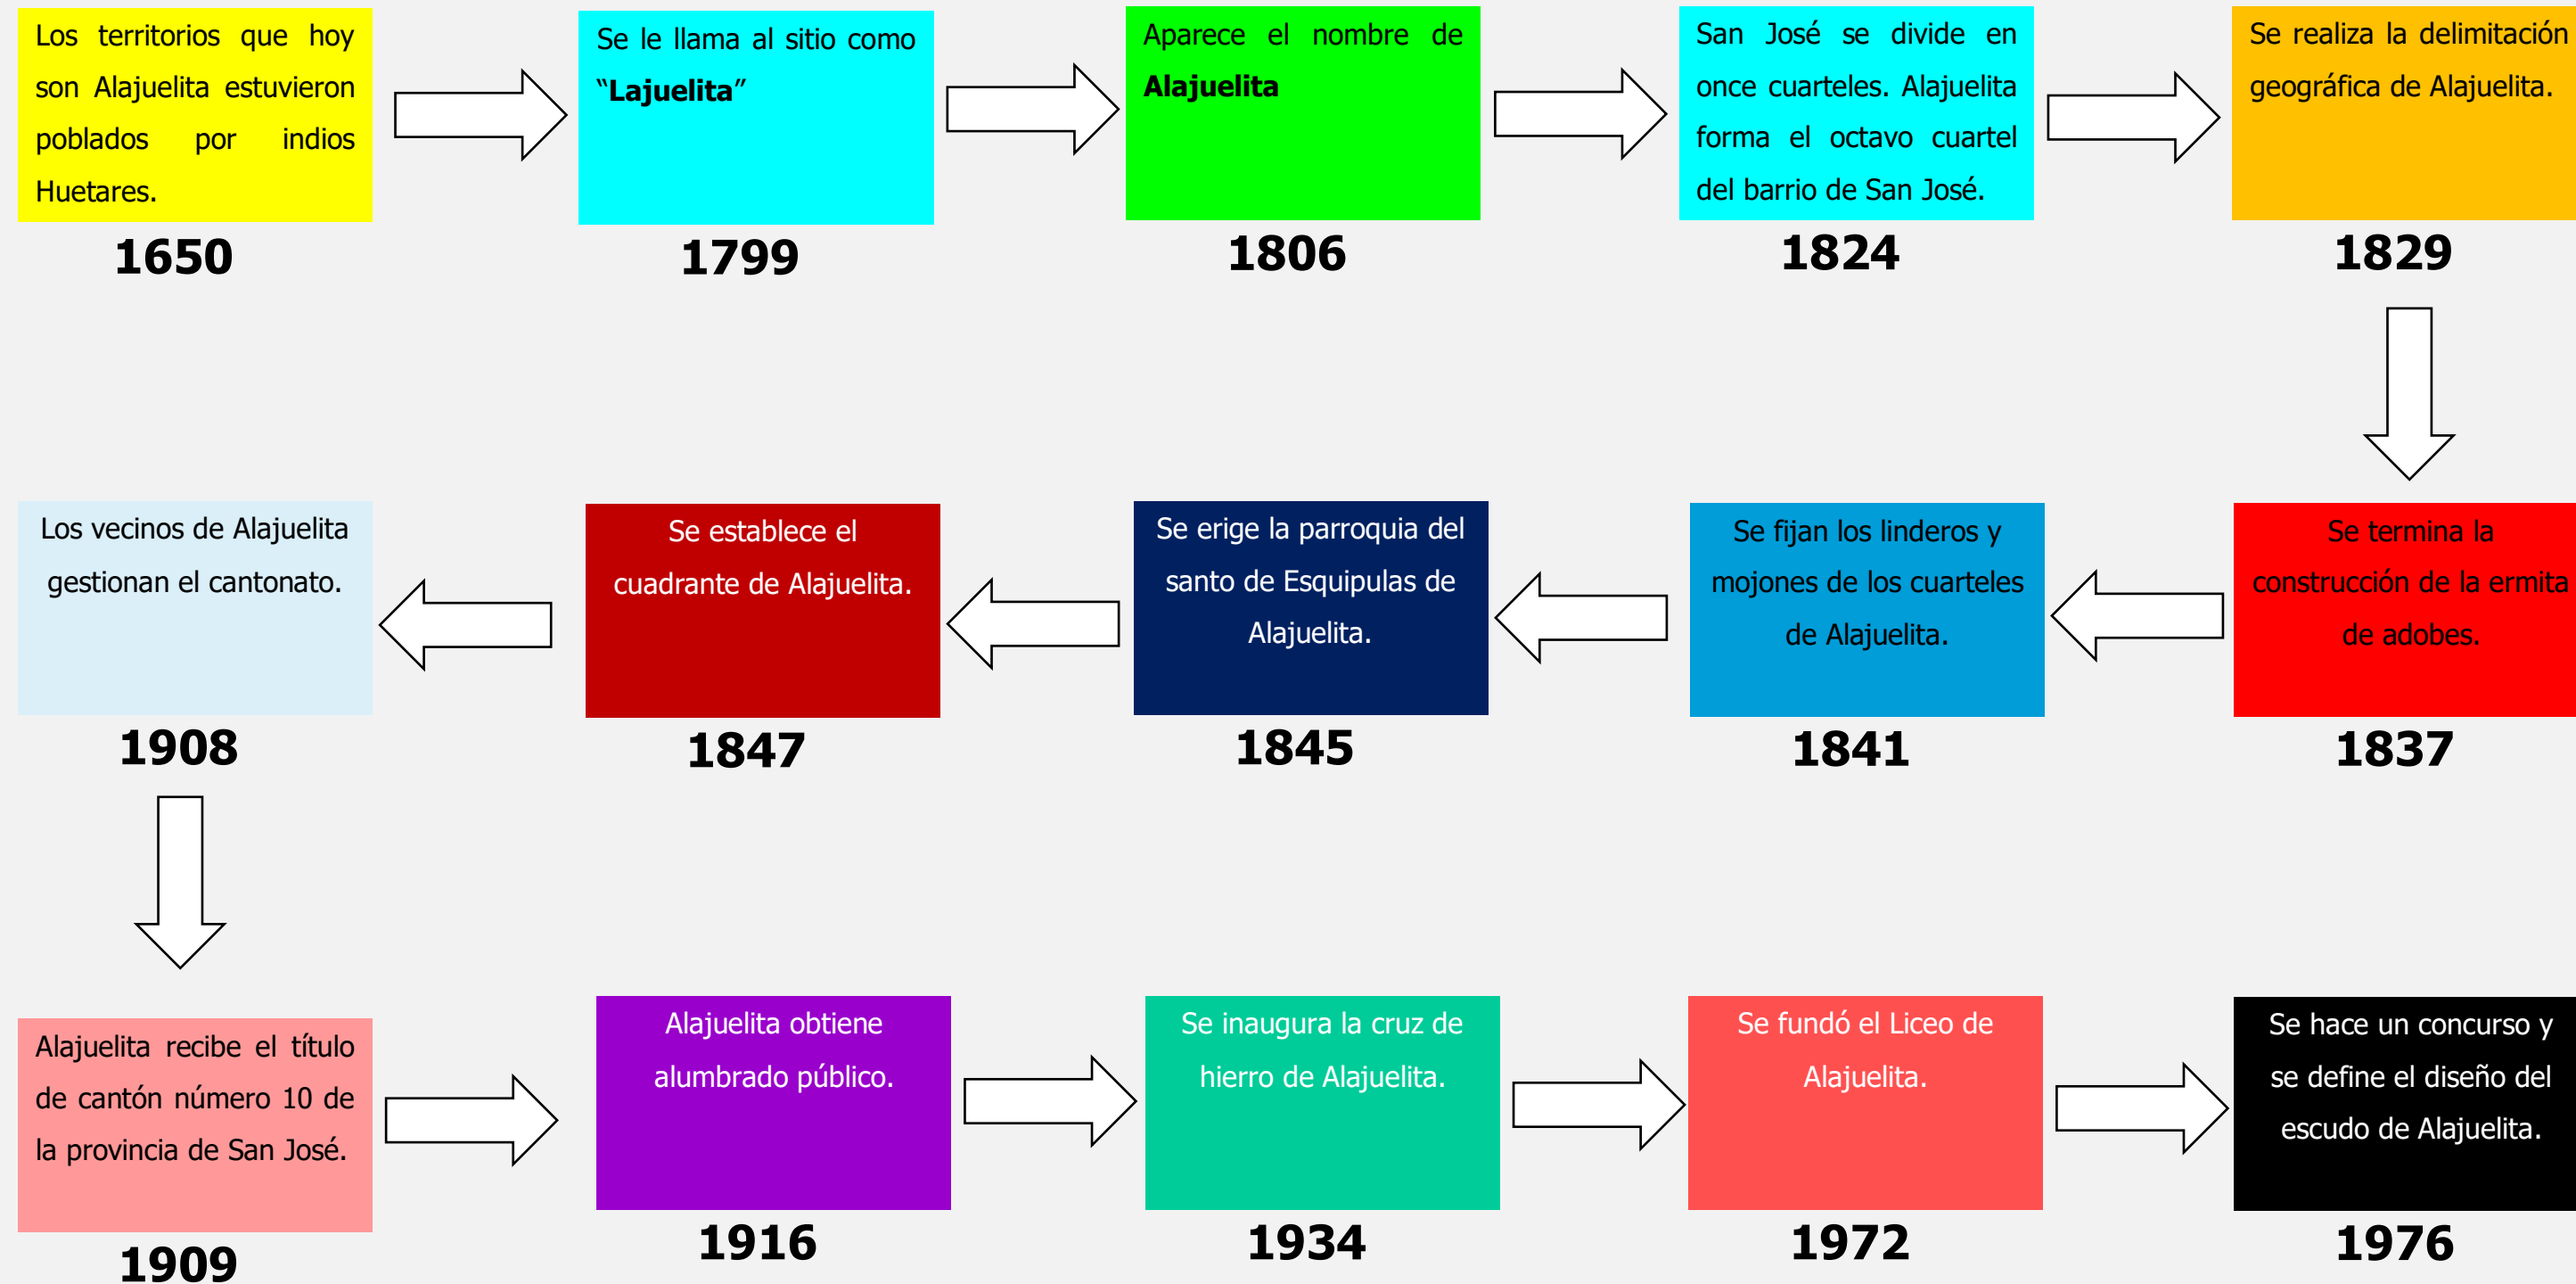 Los territorios que hoy
son Alajuelita estuvieron
poblados por indios
Huetares.
1650
Se le llama al sitio como
“Lajuelita”
1799
Aparece el nombre de
Alajuelita
1806
San José se divide en
once cuarteles. Alajuelita
forma el octavo cuartel
del barrio de San José.
1824
Se realiza la delimitación
geográfica de Alajuelita.
1829
Se termina la
construcción de la ermita
de adobes.
1837
Se fijan los linderos y
mojones de los cuarteles
de Alajuelita.
1841
Se erige la parroquia del
santo de Esquipulas de
Alajuelita.
1845
Se establece el
cuadrante de Alajuelita.
1847
Los vecinos de Alajuelita
gestionan el cantonato.
1908
Alajuelita recibe el título
de cantón número 10 de
la provincia de San José.
1909
Alajuelita obtiene
alumbrado público.
1916
Se inaugura la cruz de
hierro de Alajuelita.
1934
Se fundó el Liceo de
Alajuelita.
1972
Se hace un concurso y
se define el diseño del
escudo de Alajuelita.
1976